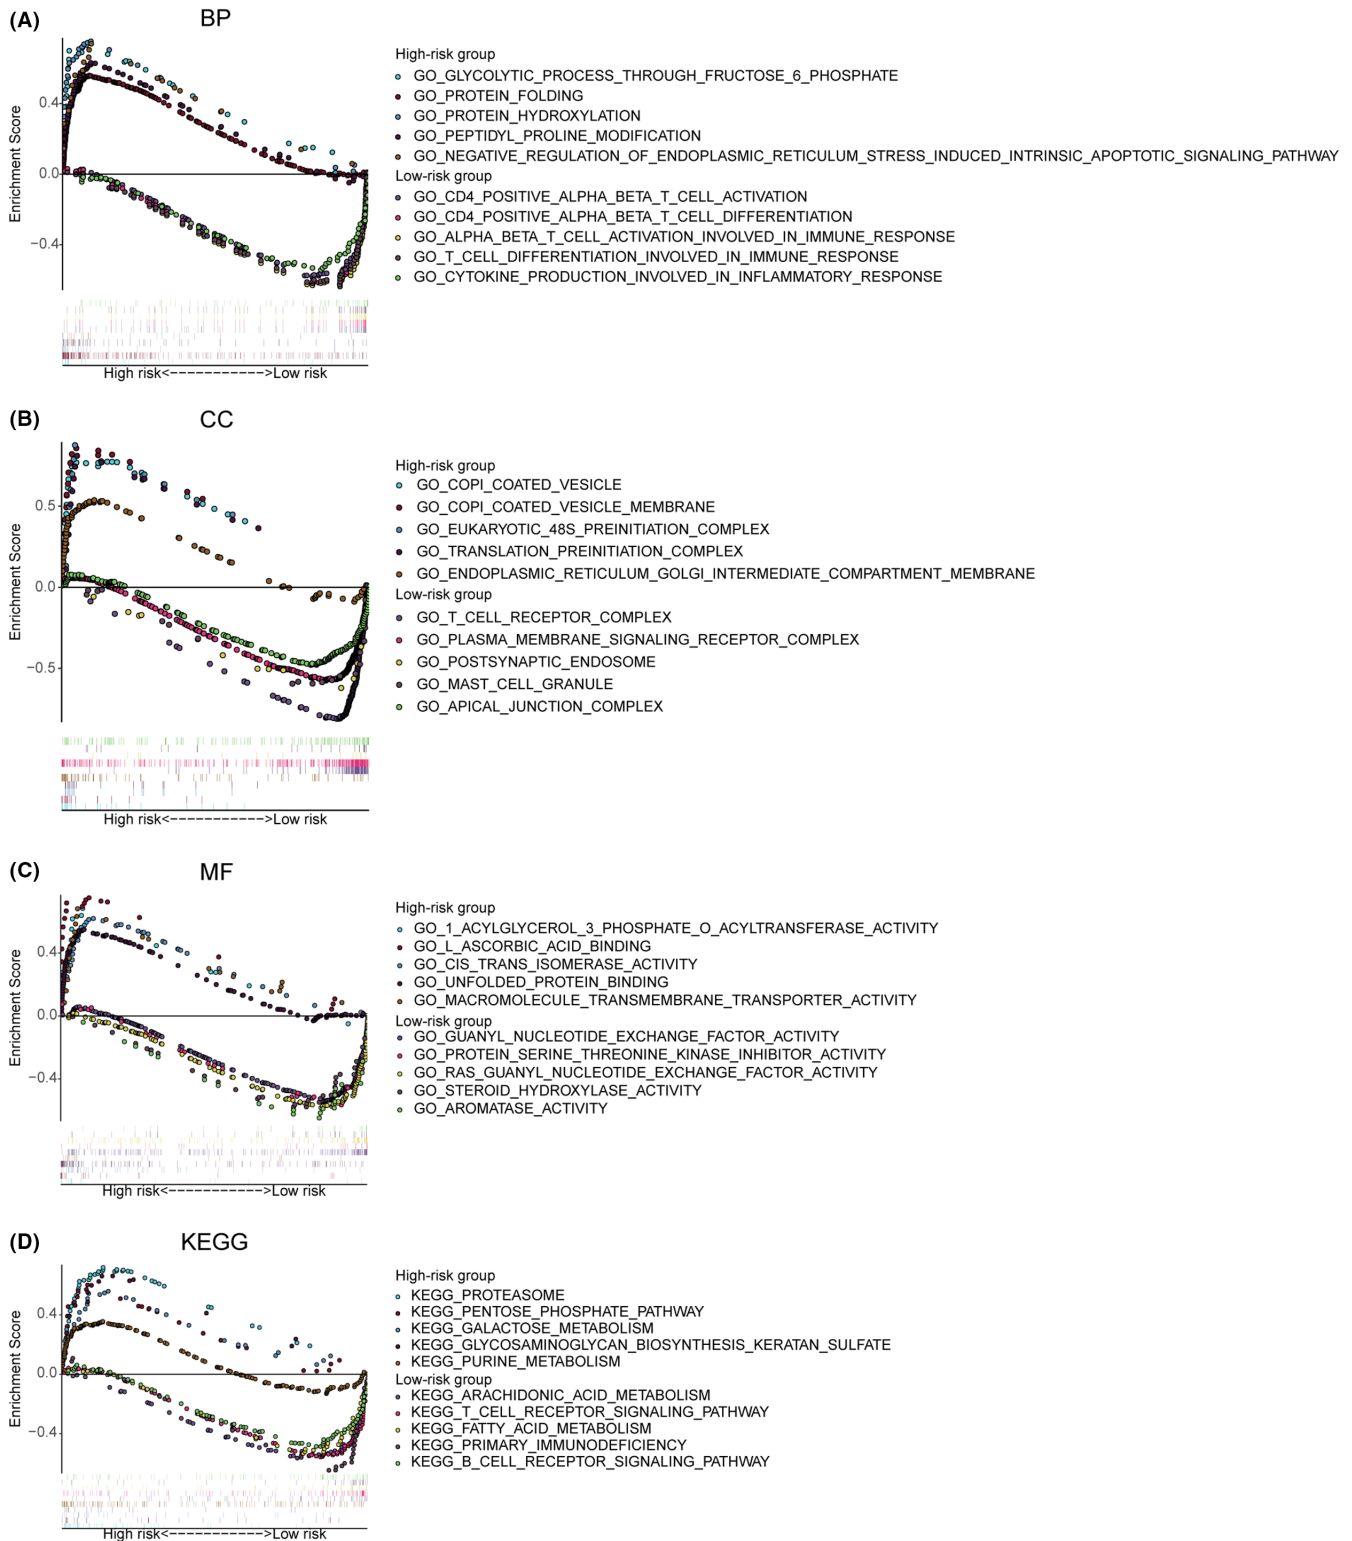 (A)
BP
Enrichment Score
0.4
0.0
−0.4
High-risk group
GO_GLYCOLYTIC_PROCESS_THROUGH_FRUCTOSE_6_PHOSPHATE
GO_PROTEIN_FOLDING
GO_PROTEIN_HYDROXYLATION
GO_PEPTIDYL_PROLINE_MODIFICATION
GO_NEGATIVE_REGULATION_OF_ENDOPLASMIC_RETICULUM_STRESS_INDUCED_INTRINSIC_APOPTOTIC_SIGNALING_PATHWAY
Low-risk group
GO_CD4_POSITIVE_ALPHA_BETA_T_CELL_ACTIVATION
GO_CD4_POSITIVE_ALPHA_BETA_T_CELL_DIFFERENTIATION
GO_ALPHA_BETA_T_CELL_ACTIVATION_INVOLVED_IN_IMMUNE_RESPONSE
GO_T_CELL_DIFFERENTIATION_INVOLVED_IN_IMMUNE_RESPONSE
GO_CYTOKINE_PRODUCTION_INVOLVED_IN_INFLAMMATORY_RESPONSE
High risk<----------->Low risk
(B)
CC
Enrichment Score
0.5
0.0
−0.5
High-risk group
GO_COPI_COATED_VESICLE
GO_COPI_COATED_VESICLE_MEMBRANE
GO_EUKARYOTIC_48S_PREINITIATION_COMPLEX
GO_TRANSLATION_PREINITIATION_COMPLEX
GO_ENDOPLASMIC_RETICULUM_GOLGI_INTERMEDIATE_COMPARTMENT_MEMBRANE
Low-risk group
GO_T_CELL_RECEPTOR_COMPLEX
GO_PLASMA_MEMBRANE_SIGNALING_RECEPTOR_COMPLEX
GO_POSTSYNAPTIC_ENDOSOME
GO_MAST_CELL_GRANULE
GO_APICAL_JUNCTION_COMPLEX
High risk<----------->Low risk
(C)
MF
Enrichment Score
0.4
0.0
−0.4
High-risk group
GO_1_ACYLGLYCEROL_3_PHOSPHATE_O_ACYLTRANSFERASE_ACTIVITY
GO_L_ASCORBIC_ACID_BINDING
GO_CIS_TRANS_ISOMERASE_ACTIVITY
GO_UNFOLDED_PROTEIN_BINDING
GO_MACROMOLECULE_TRANSMEMBRANE_TRANSPORTER_ACTIVITY
Low-risk group
GO_GUANYL_NUCLEOTIDE_EXCHANGE_FACTOR_ACTIVITY
GO_PROTEIN_SERINE_THREONINE_KINASE_INHIBITOR_ACTIVITY
GO_RAS_GUANYL_NUCLEOTIDE_EXCHANGE_FACTOR_ACTIVITY
GO_STEROID_HYDROXYLASE_ACTIVITY
GO_AROMATASE_ACTIVITY
High risk<----------->Low risk
(D)
KEGG
Enrichment Score
0.4
0.0
−0.4
High-risk group
KEGG_PROTEASOME
KEGG_PENTOSE_PHOSPHATE_PATHWAY
KEGG_GALACTOSE_METABOLISM
KEGG_GLYCOSAMINOGLYCAN_BIOSYNTHESIS_KERATAN_SULFATE
KEGG_PURINE_METABOLISM
Low-risk group
KEGG_ARACHIDONIC_ACID_METABOLISM
KEGG_T_CELL_RECEPTOR_SIGNALING_PATHWAY
KEGG_FATTY_ACID_METABOLISM
KEGG_PRIMARY_IMMUNODEFICIENCY
KEGG_B_CELL_RECEPTOR_SIGNALING_PATHWAY
High risk<----------->Low risk